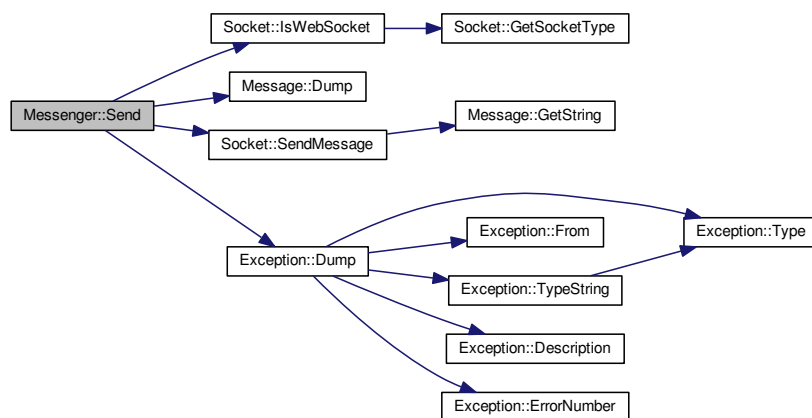 Socket::IsWebSocket
Socket::GetSocketType
Message::Dump
Messenger::Send
Message::GetString
Socket::SendMessage
Exception::From
Exception::Type
Exception::Dump
Exception::TypeString
Exception::Description
Exception::ErrorNumber